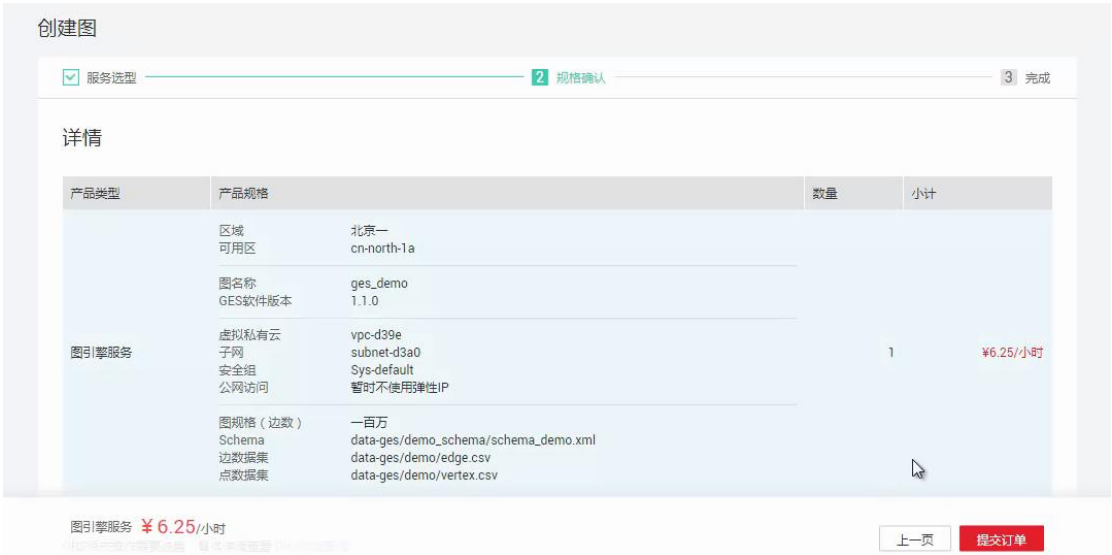 创建图
服务选型 2 规格确认 3 完成
详情
产品类型 产品规格 数量 小计
区域 北京一
可用区 cn-north-1a
图名称 ges_demo
GES软件版本 1.1.0
虚拟私有云 vpc-d39e
子网 subnet-d3a0
图引擎服务 1 ¥6.25/小时
安全组 Sys-default
公网访问 暂时不使用弹性IP
图规格（边数） 一百万
Schema data-ges/demo_schema/schema_demo.xml
边数据集 data-ges/demo/edge.csv
点数据集 data-ges/demo/vertex.csv
图引擎服务 ¥6.25/小时
上一页 提交订单